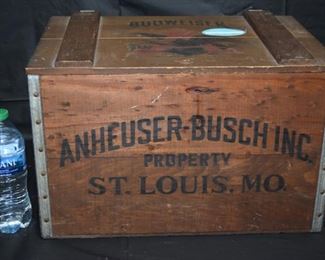 BUDWEISER
ANHEUSER-BUSCH INC.
PROPERTY
ST. LOUIS, MO.